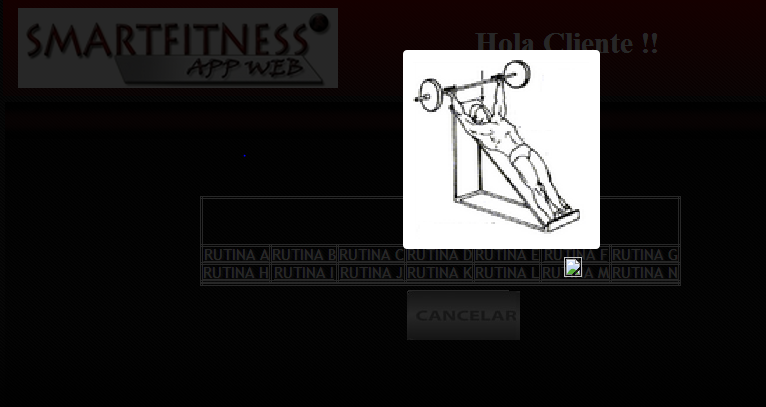 SMARTFITNESS
APP WEB
Hola Cliente !!
RUTINA A RUTINA B RUTINA C RUTINA D RUTINA E RUTINA F RUTINA G
RUTINA H RUTINA I RUTINA J RUTINA K RUTINA L RUTINA M RUTINA N
CANCELAR